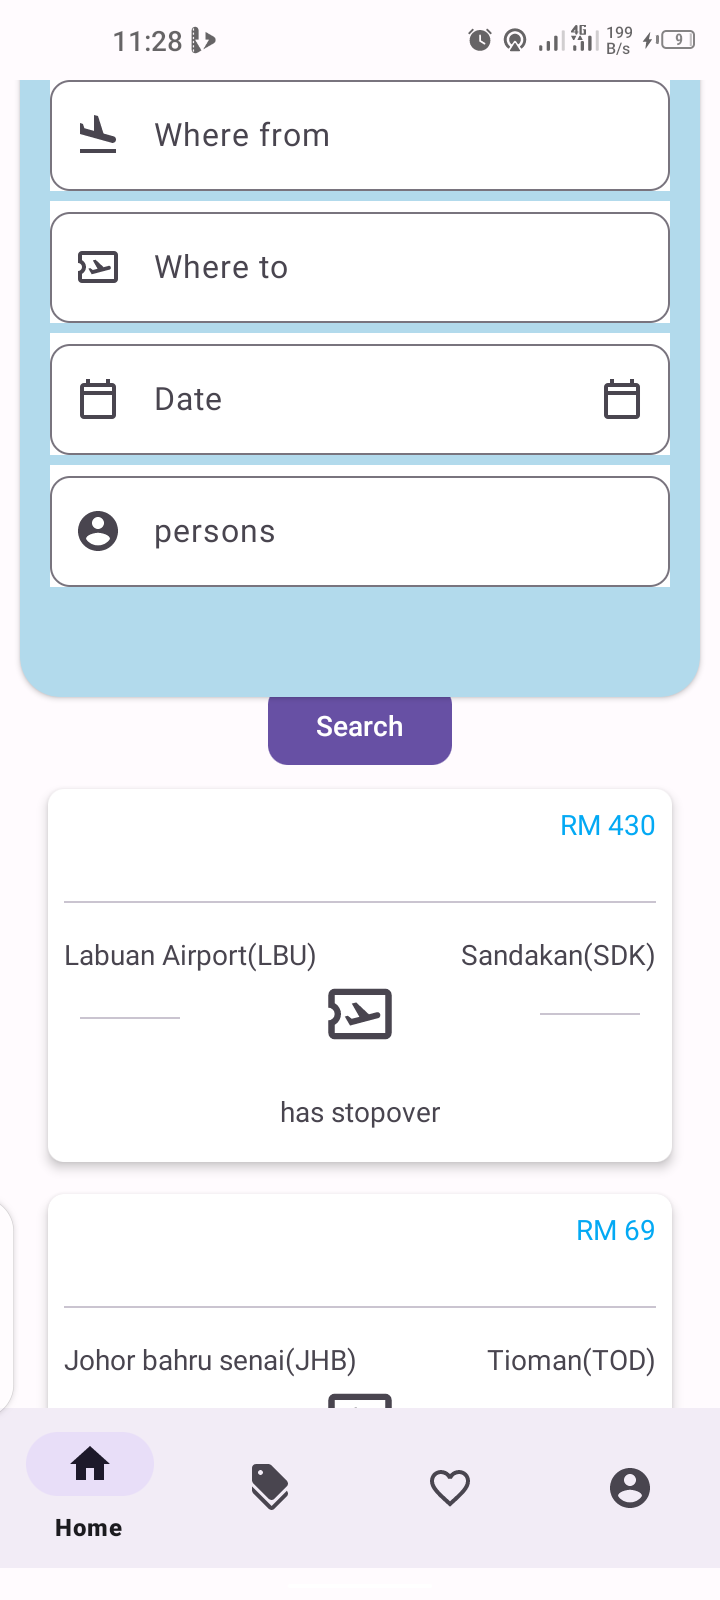 11:28
4G
199
B/s
9
Where from
Where to
Date
persons
Search
RM 430
Labuan Airport(LBU)
Sandakan(SDK)
has stopover
RM 69
Johor bahru senai(JHB)
Tioman(TOD)
Home